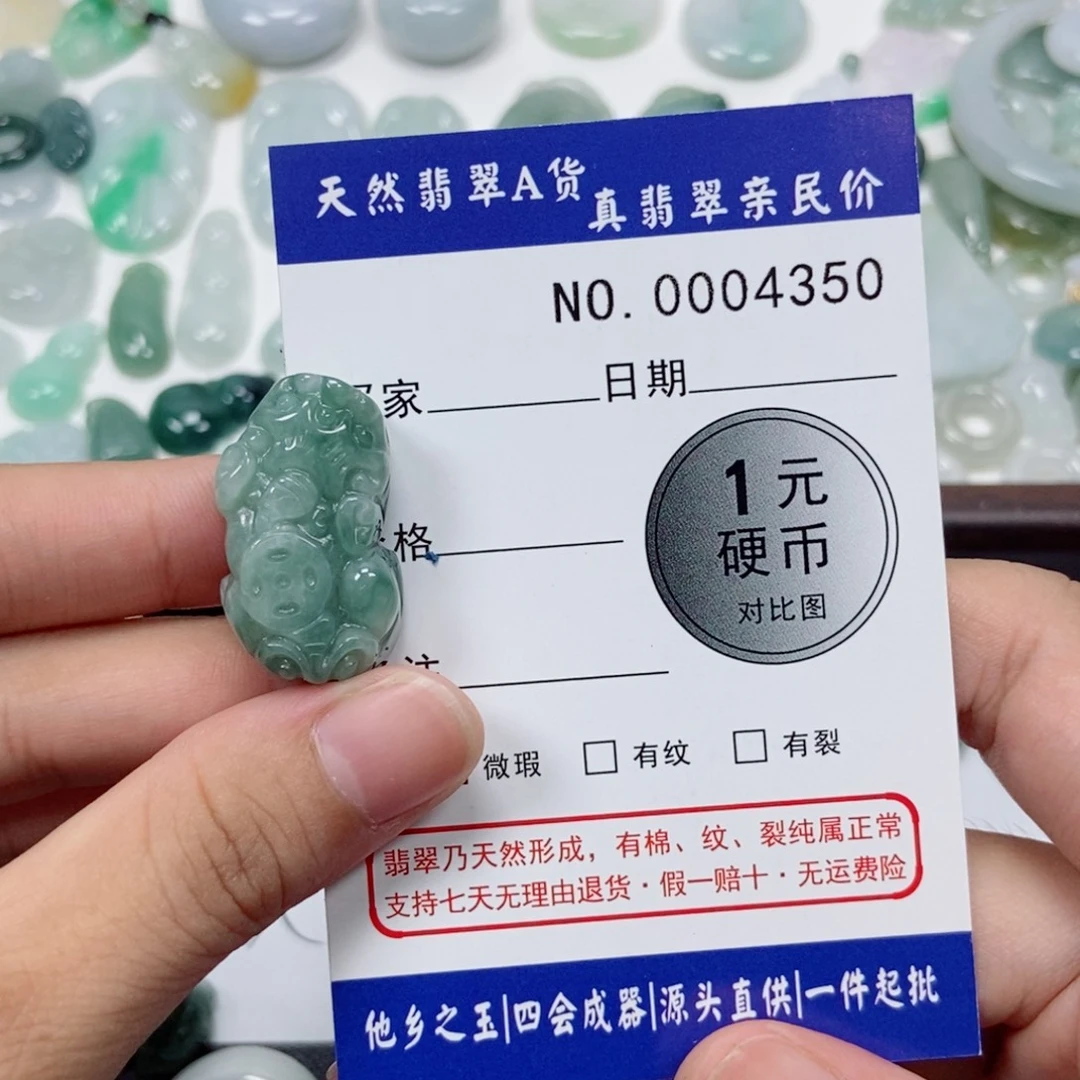 天然翡翠A货
真翡翠亲民价
NO. 0004350
家 日期
1元
硬币
对比图
格
微瑕 有纹 有裂
翡翠乃天然形成，有棉、纹、裂纯属正常
支持七天无理由退货·假一赔十·无运费险
他乡之玉|四会成器|源头直供|一件起批